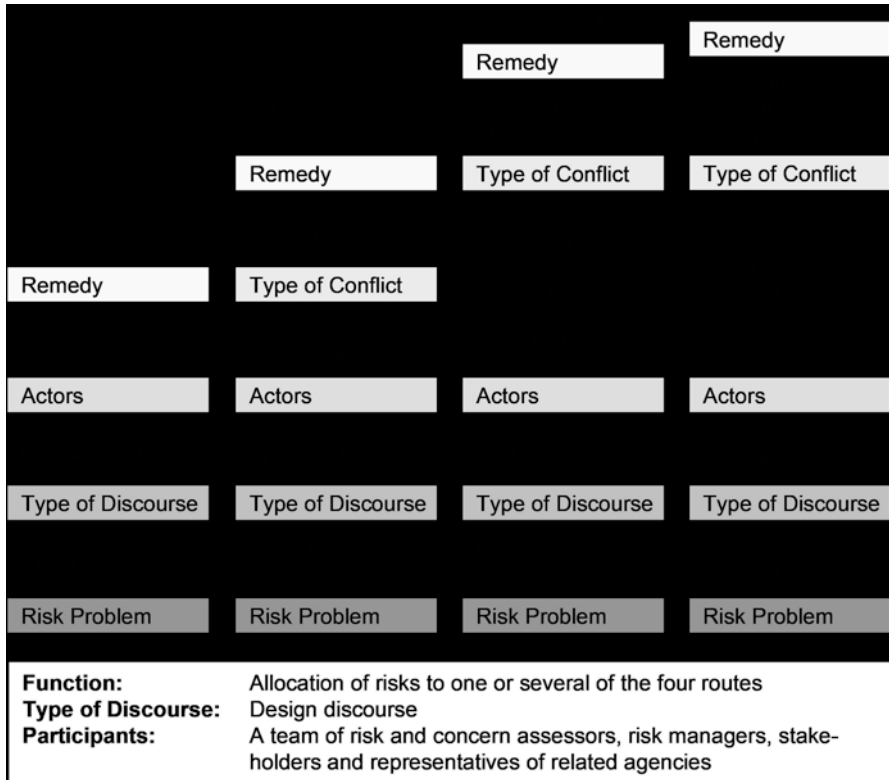 Remedy
Remedy
Remedy Type of Conflict Type of Conflict
Remedy Type of Conflict
Actors Actors Actors Actors
Type of Discourse Type of Discourse Type of Discourse Type of Discourse
Risk Problem Risk Problem Risk Problem Risk Problem
Function: Allocation of risks to one or several of the four routes
Type of Discourse: Design discourse
Participants: A team of risk and concern assessors, risk managers, stake-
holders and representatives of related agencies